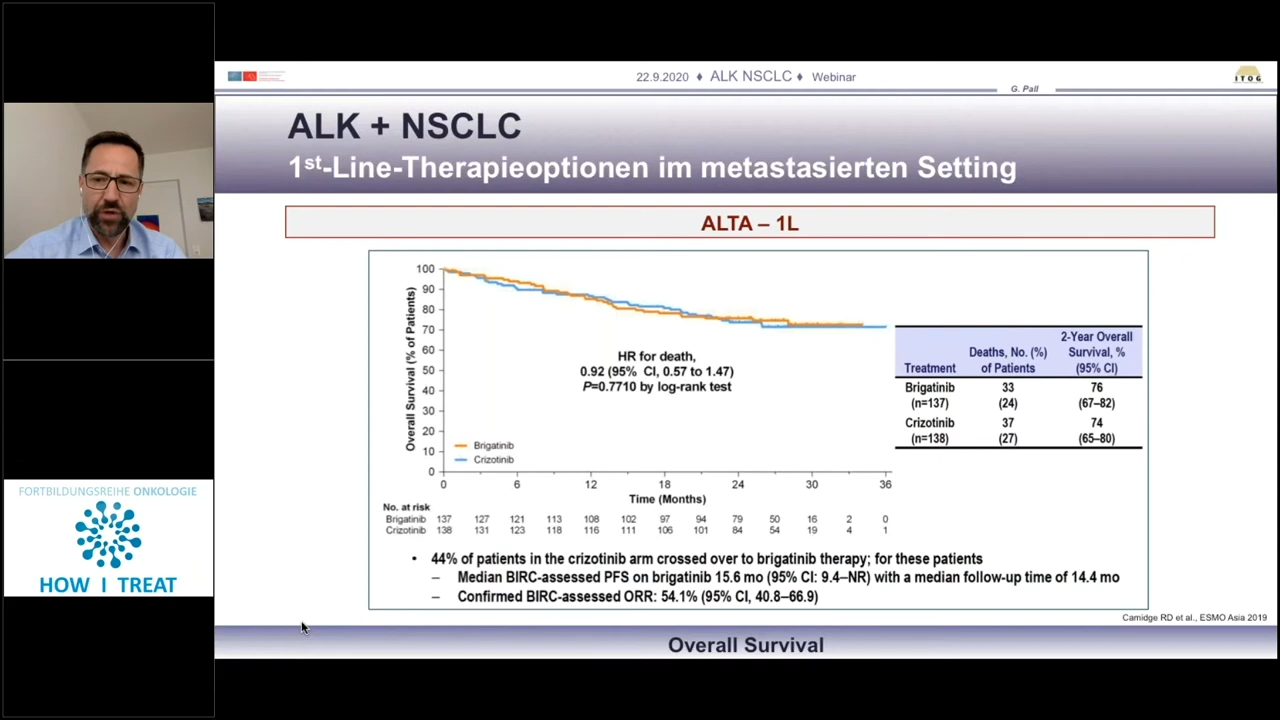 22.9.2020 ♦ ALK NSCLC ♦ Webinar
G. Pall
ITOG
ALK + NSCLC
1st-Line-Therapieoptionen im metastasierten Setting
ALTA – 1L
Overall Survival (% of Patients)
100
90
80
70
60
50
40
30
20
10
0
HR for death,
0.92 (95% CI, 0.57 to 1.47)
P=0.7710 by log-rank test
Brigatinib
Crizotinib
0 6 12 18 24 30 36
Time (Months)
No. at risk
Brigatinib 137 127 121 113 108 102 97 94 79 50 16 2 0
Crizotinib 138 131 123 118 116 111 106 101 84 54 19 4 1
Treatment Deaths, No. (%) of Patients 2-Year Overall Survival, % (95% CI)
Brigatinib 33 76
(n=137) (24) (67–82)
Crizotinib 37 74
(n=138) (27) (65–80)
• 44% of patients in the crizotinib arm crossed over to brigatinib therapy; for these patients
– Median BIRC-assessed PFS on brigatinib 15.6 mo (95% CI: 9.4–NR) with a median follow-up time of 14.4 mo
– Confirmed BIRC-assessed ORR: 54.1% (95% CI, 40.8–66.9)
Camidge RD et al., ESMO Asia 2019
Overall Survival
FORTBILDUNGSREIHE ONKOLOGIE
HOW I TREAT